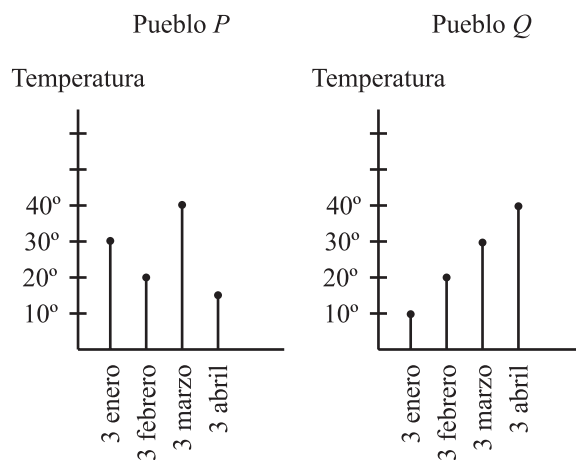 Pueblo P
Temperatura
40º
30º
20º
10º
3 enero
3 febrero
3 marzo
3 abril
Pueblo Q
Temperatura
40º
30º
20º
10º
3 enero
3 febrero
3 marzo
3 abril